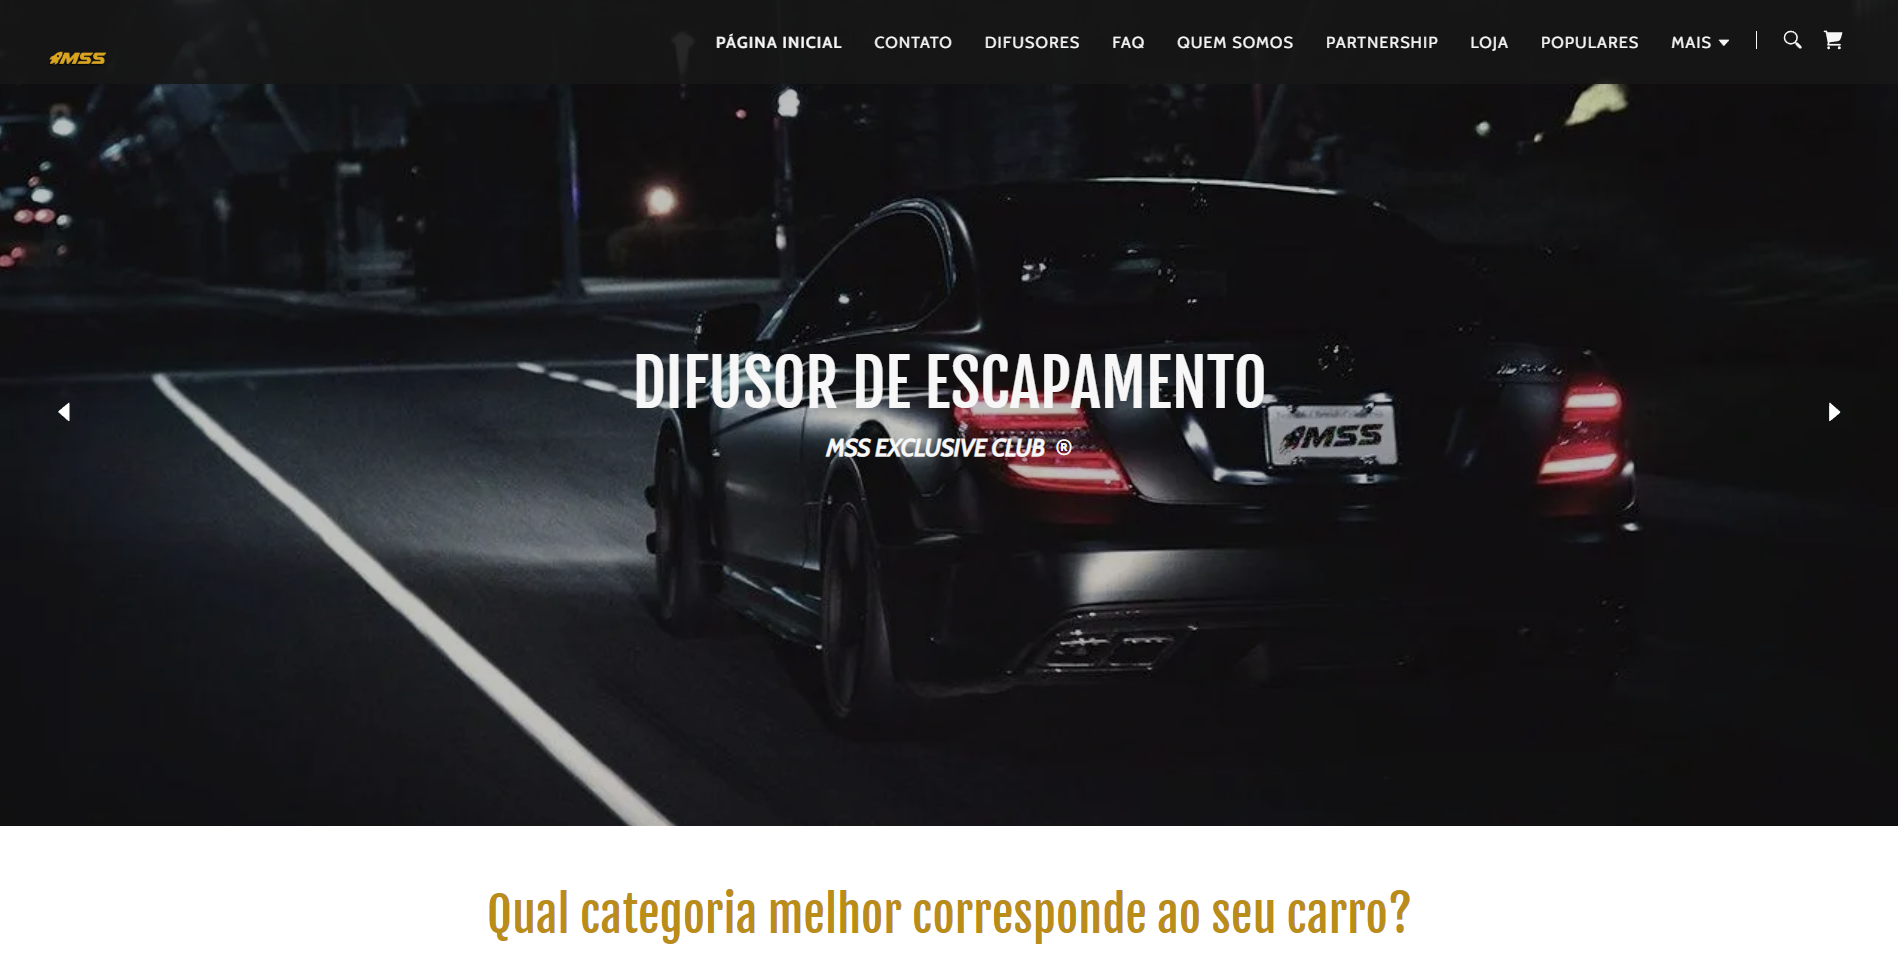 MSS
PÁGINA INICIAL CONTATO DIFUSORES FAQ QUEM SOMOS PARTNERSHIP LOJA POPULARES MAIS
DIFUSOR DE ESCAPAMENTO
MSS EXCLUSIVE CLUB ®
MSS
Qual categoria melhor corresponde ao seu carro?